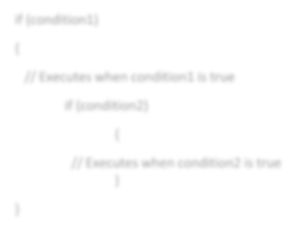 if (condition1)
{
// Executes when condition1 is true
if (condition2)
{
// Executes when condition2 is true
}
}